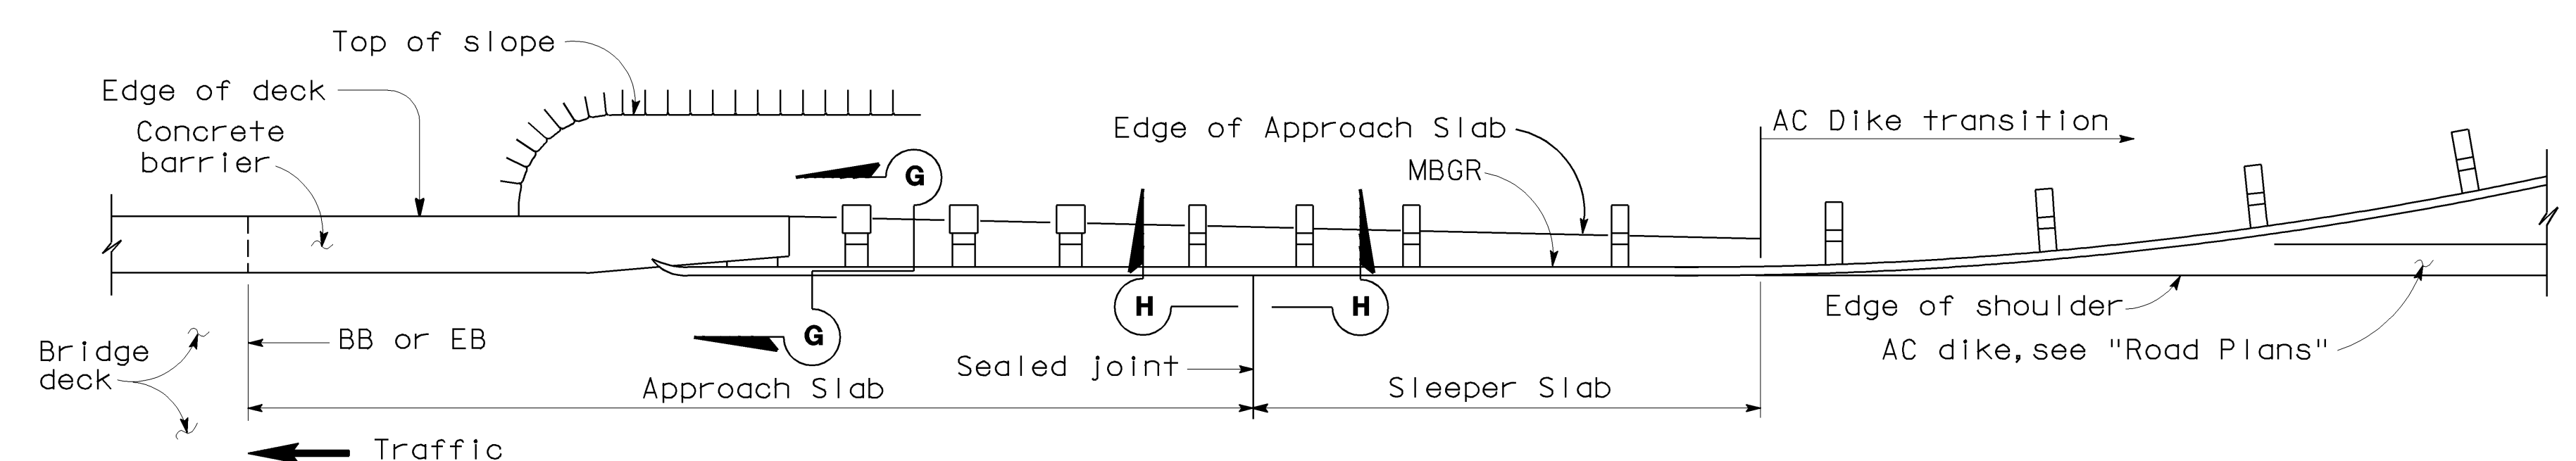 Top of slope
Edge of deck
Concrete
barrier
G
Edge of Approach Slab
MBGR
AC Dike transition
H
H
G
BB or EB
Bridge
deck
Approach Slab
Sealed joint
Sleeper Slab
Edge of shoulder
AC dike, see "Road Plans"
Traffic